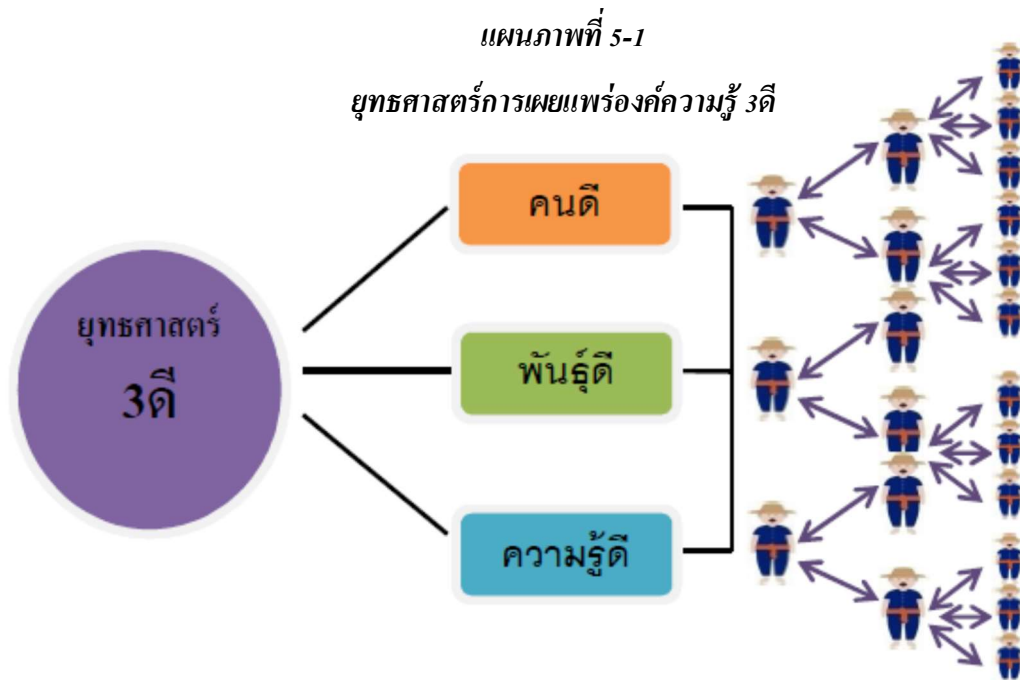 แผนภาพที่ 5-1
ยุทธศาสตร์การเผยแพร่องค์ความรู้ 3ดี
ยุทธศาสตร์
3ดี
คนดี
พันธุ์ดี
ความรู้ดี